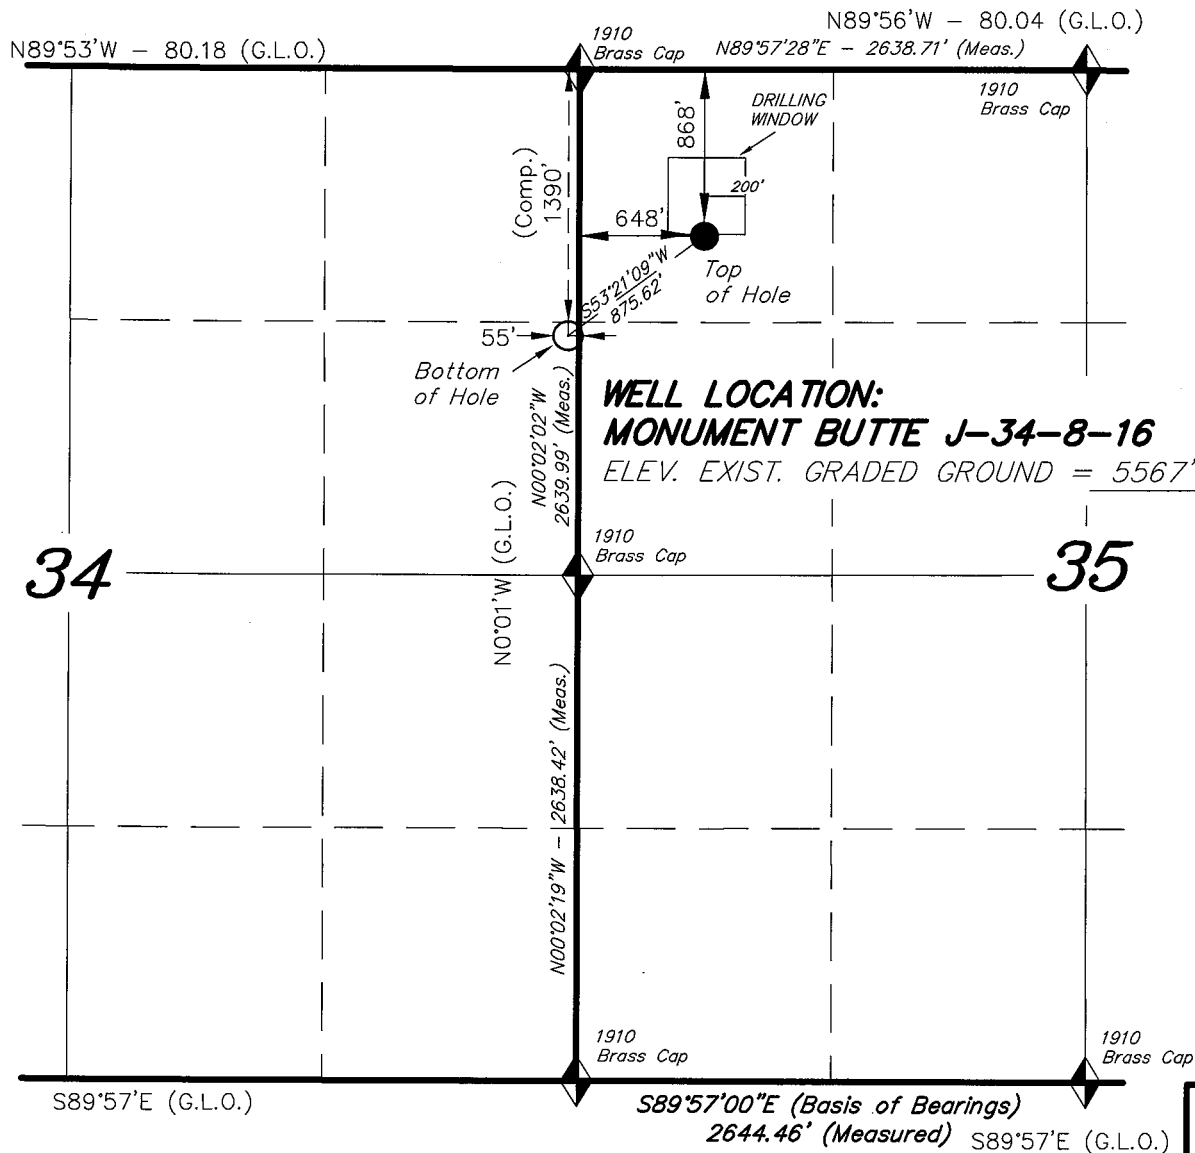 N89°56'W - 80.04 (G.L.O.)
N89°53'W - 80.18 (G.L.O.)
1910
Brass Cap
N89°57'28"E - 2638.71' (Meas.)
1910
Brass Cap
DRILLING
WINDOW
868'
200'
(Comp.)
1390'
648'
S53°21'09"W
875.62'
Top
of Hole
55'
Bottom
of Hole
N00°02'02"W
2639.99' (Meas.)
WELL LOCATION:
MONUMENT BUTTE J-34-8-16
ELEV. EXIST. GRADED GROUND = 5567'
N0°01'W (G.L.O.)
1910
Brass Cap
34
35
N00°02'19"W - 2638.42' (Meas.)
1910
Brass Cap
1910
Brass Cap
S89°57'E (G.L.O.)
S89°57'00"E (Basis of Bearings)
2644.46' (Measured)
S89°57'E (G.L.O.)